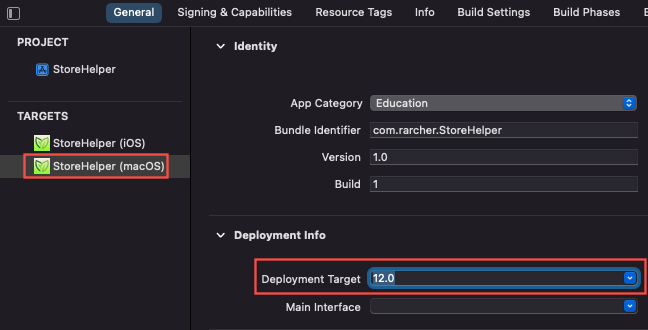 General Signing & Capabilities Resource Tags Info Build Settings Build Phases
PROJECT
StoreHelper
TARGETS
StoreHelper (iOS)
StoreHelper (macOS)
Identity
App Category Education
Bundle Identifier com.rarcher.StoreHelper
Version 1.0
Build 1
Deployment Info
Deployment Target 12.0
Main Interface